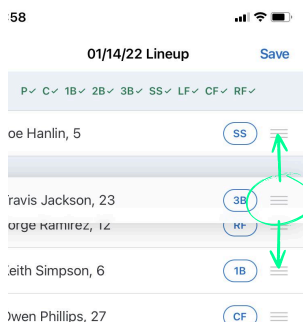 :58
01/14/22 Lineup Save
P✓ C✓ 1B✓ 2B✓ 3B✓ SS✓ LF✓ CF✓ RF✓
oe Hanlin, 5 SS
ravis Jackson, 23 3B
orge Ramirez, 12 RF
eith Simpson, 6 1B
Owen Phillips, 27 CF